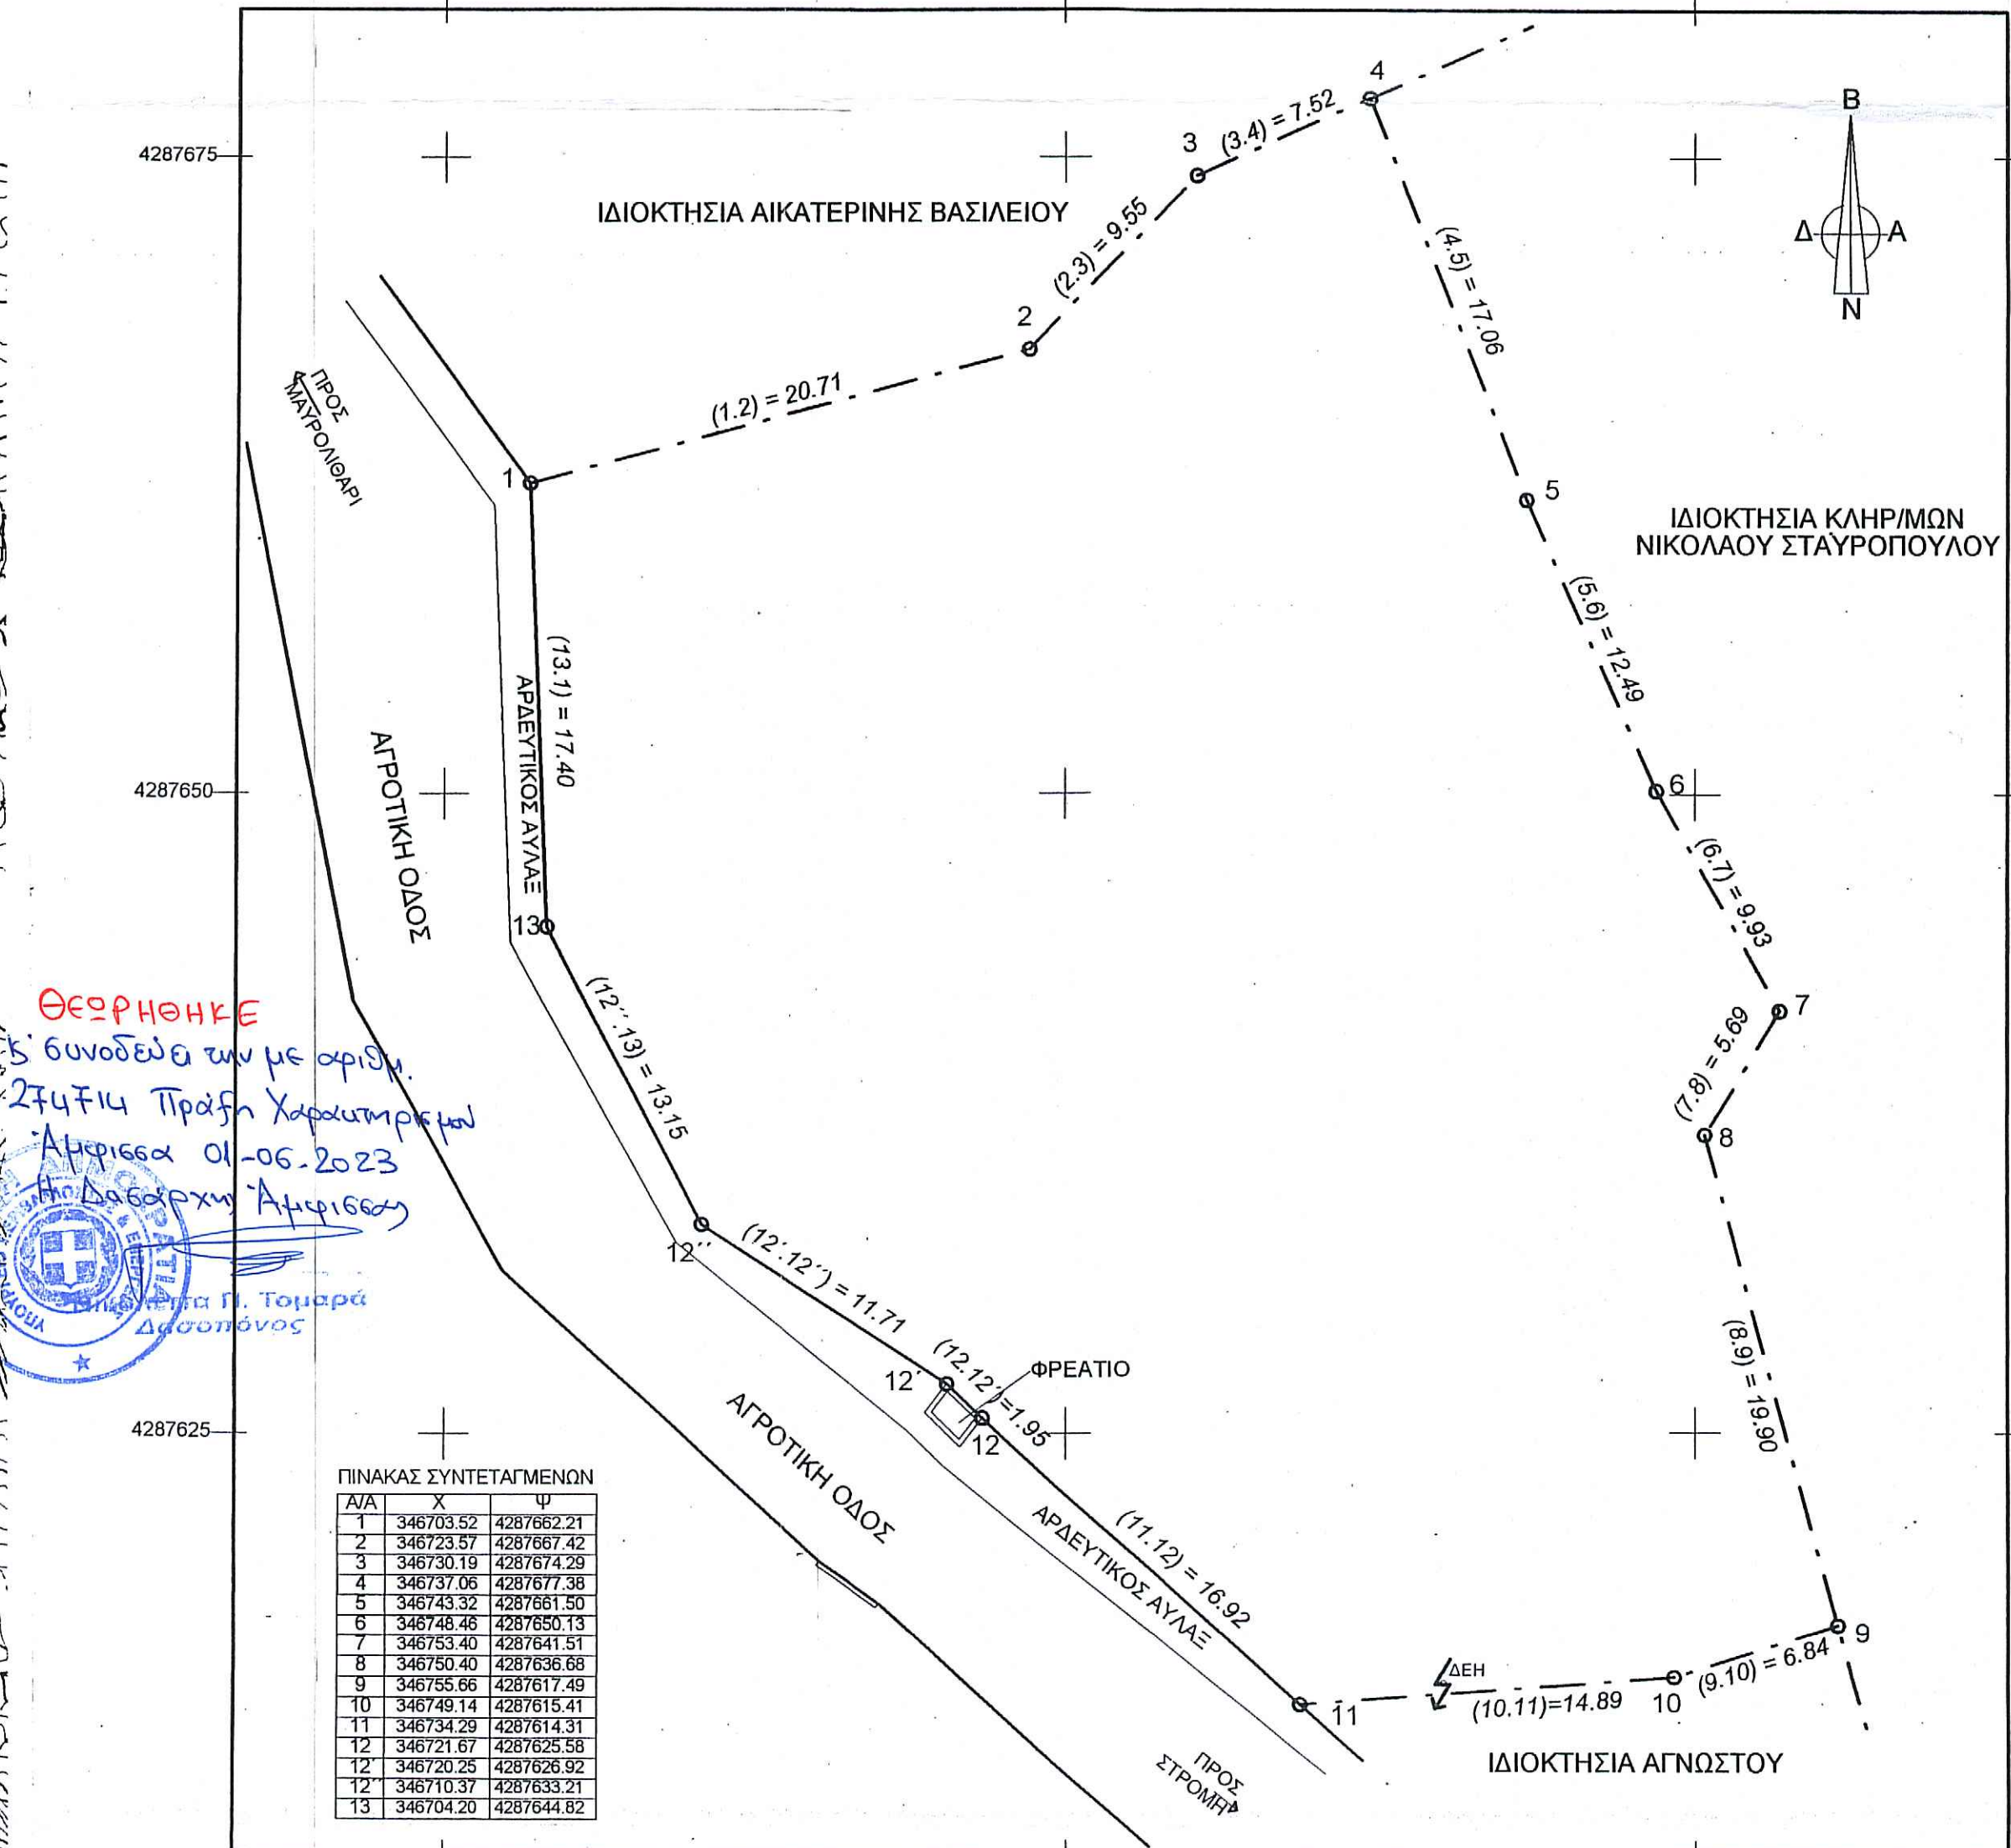 4
B
4287675
3
(3.4) = 7.52
ΙΔΙΟΚΤΗΣΙΑ ΑΙΚΑΤΕΡΙΝΗΣ ΒΑΣΙΛΕΙΟΥ
Δ
Α
(2.3) = 9.55
(4.5) = 17.06
N
2
ΠΡΟΣ
ΜΑΥΡΟΛΙΘΑΡΙ
(1.2) = 20.71
1
5
ΙΔΙΟΚΤΗΣΙΑ ΚΛΗΡ/ΜΩΝ
ΝΙΚΟΛΑΟΥ ΣΤΑΥΡΟΠΟΥΛΟΥ
(5.6) = 12.49
(13.1) = 17.40
ΑΡΔΕΥΤΙΚΟΣ ΑΥΛΑΞ
ΑΓΡΟΤΙΚΗ ΟΔΟΣ
4287650
6
(6.7) = 9.93
13
7
(12΄΄.13) = 13.15
(7.8) = 5.69
8
ΘΕΩΡΗΘΗΚΕ
συνοδεύει την με αριθμ.
274714 Πράξη Χαρακτηρισμού
Άμφισσα 01-06-2023
Η Δασάρχης Άμφισσας
Π. Τομαρά
Δασοπόνος
12΄΄
(12΄.12΄΄) = 11.71
12΄
(12.12΄)=1.95
ΦΡΕΑΤΙΟ
12
(8.9) = 19.90
4287625
ΑΓΡΟΤΙΚΗ ΟΔΟΣ
ΑΡΔΕΥΤΙΚΟΣ ΑΥΛΑΞ
(11.12) = 16.92
9
ΔΕΗ
(9.10) = 6.84
10
(10.11)=14.89
11
ΠΡΟΣ
ΣΤΡΟΜΗ
ΙΔΙΟΚΤΗΣΙΑ ΑΓΝΩΣΤΟΥ
ΠΙΝΑΚΑΣ ΣΥΝΤΕΤΑΓΜΕΝΩΝ
Α/Α Χ Ψ
1 346703.52 4287662.21
2 346723.57 4287667.42
3 346730.19 4287674.29
4 346737.06 4287677.38
5 346743.32 4287661.50
6 346748.46 4287650.13
7 346753.40 4287641.51
8 346750.40 4287636.68
9 346755.66 4287617.49
10 346749.14 4287615.41
11 346734.29 4287614.31
12 346721.67 4287625.58
12΄ 346720.25 4287626.92
12΄΄ 346710.37 4287633.21
13 346704.20 4287644.82